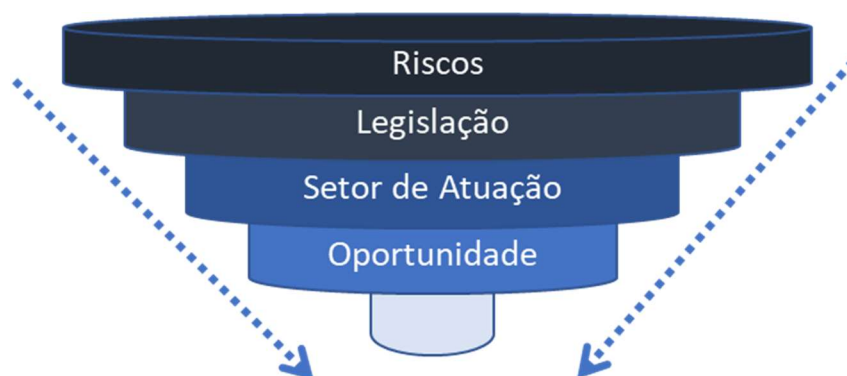 Riscos
Legislação
Setor de Atuação
Oportunidade